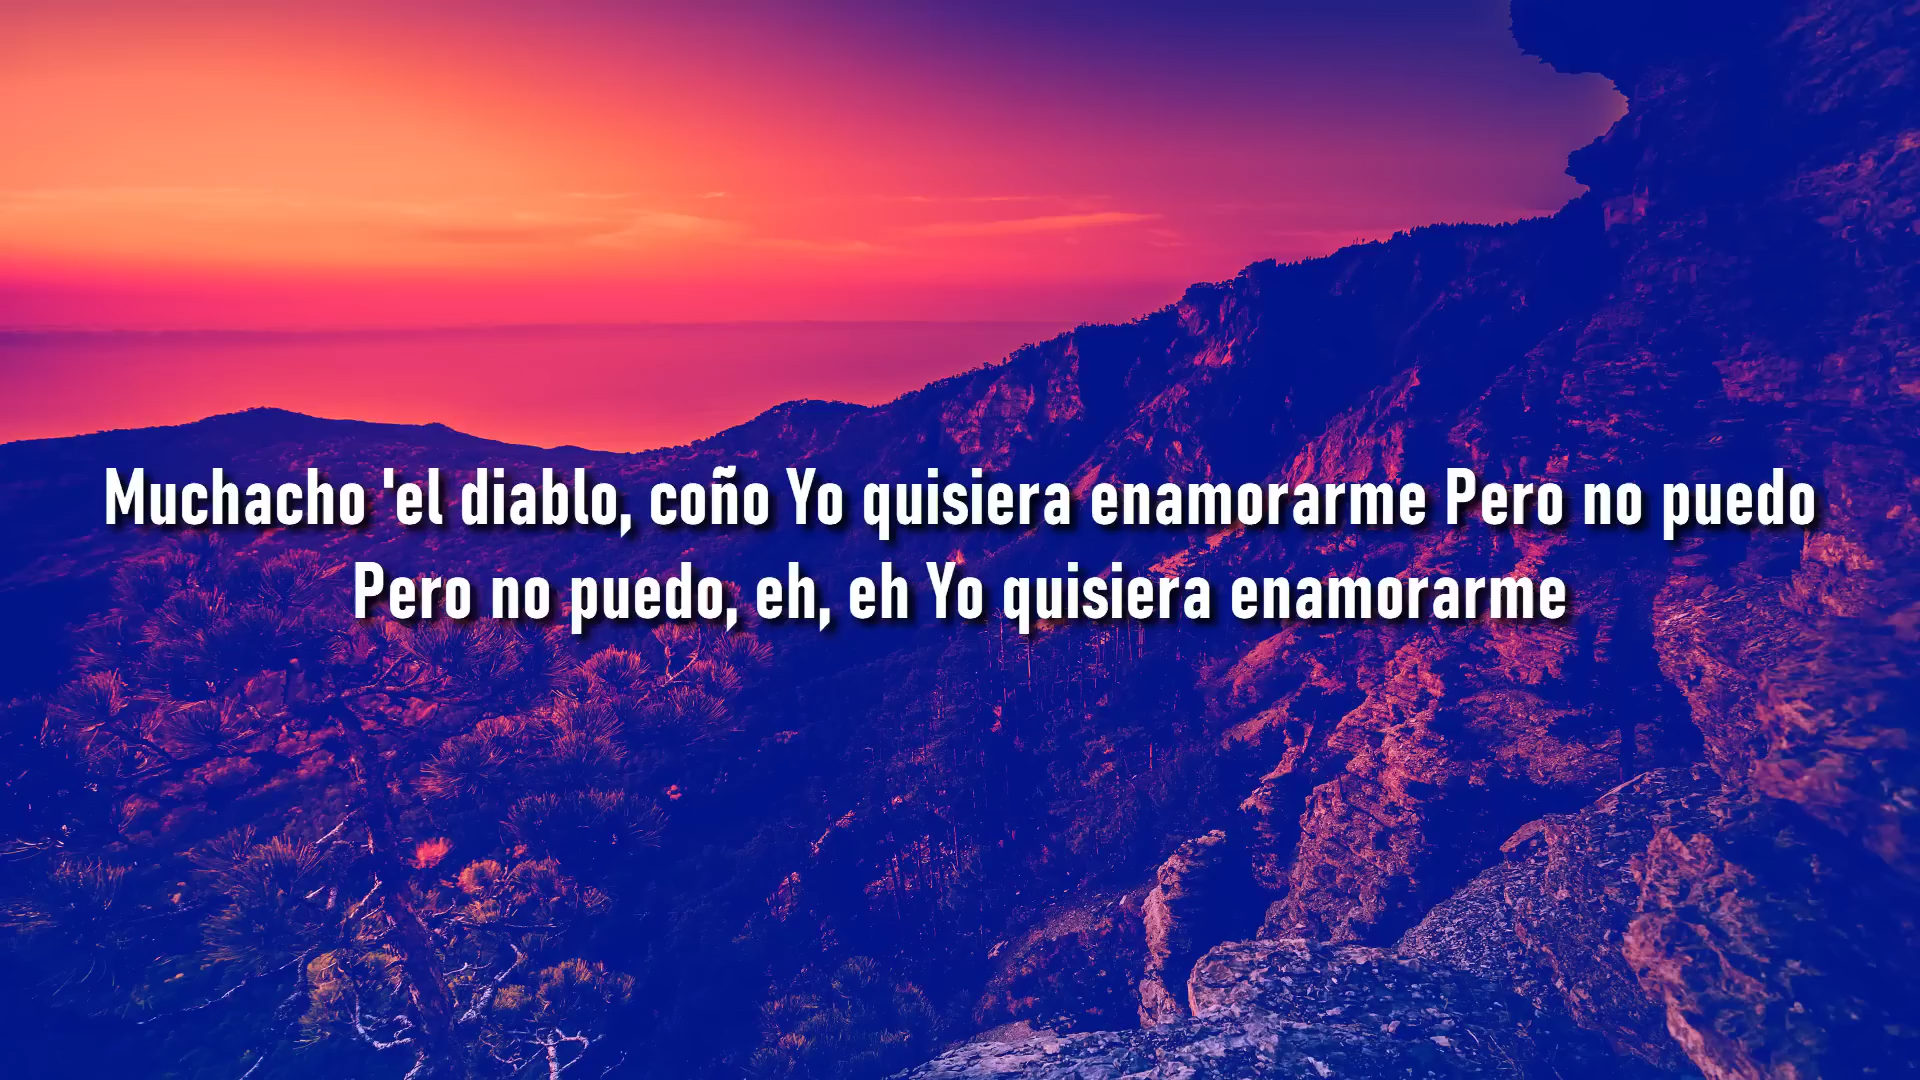 Muchacho 'el diablo, coño Yo quisiera enamorarme Pero no puedo
Pero no puedo, eh, eh Yo quisiera enamorarme